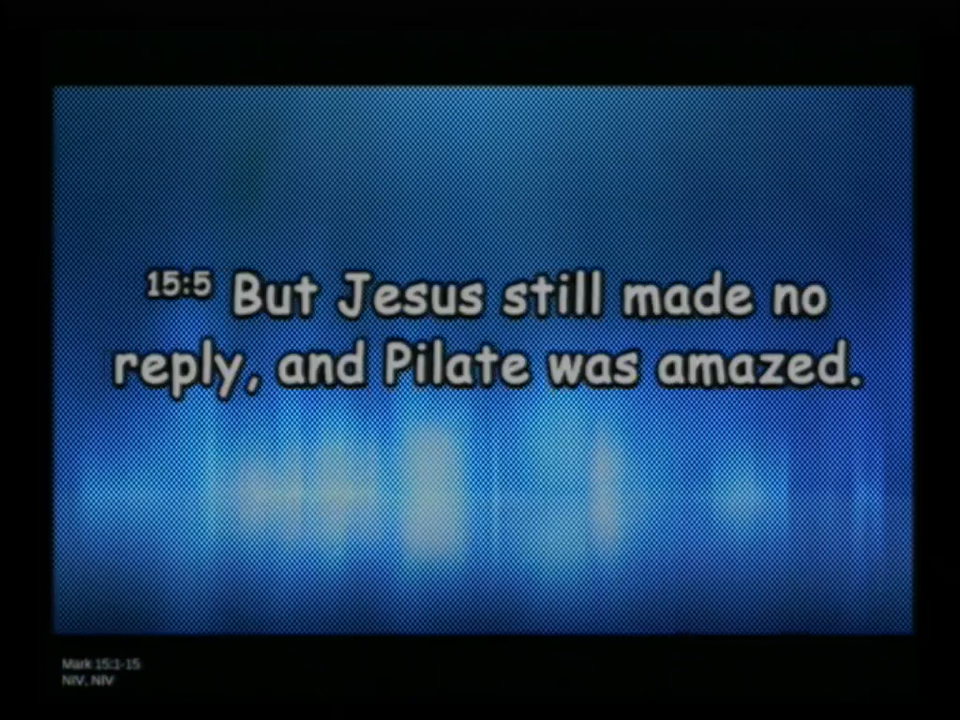 15:5 But Jesus still made no
reply, and Pilate was amazed.
Mark 15:1-15
NIV, NIV